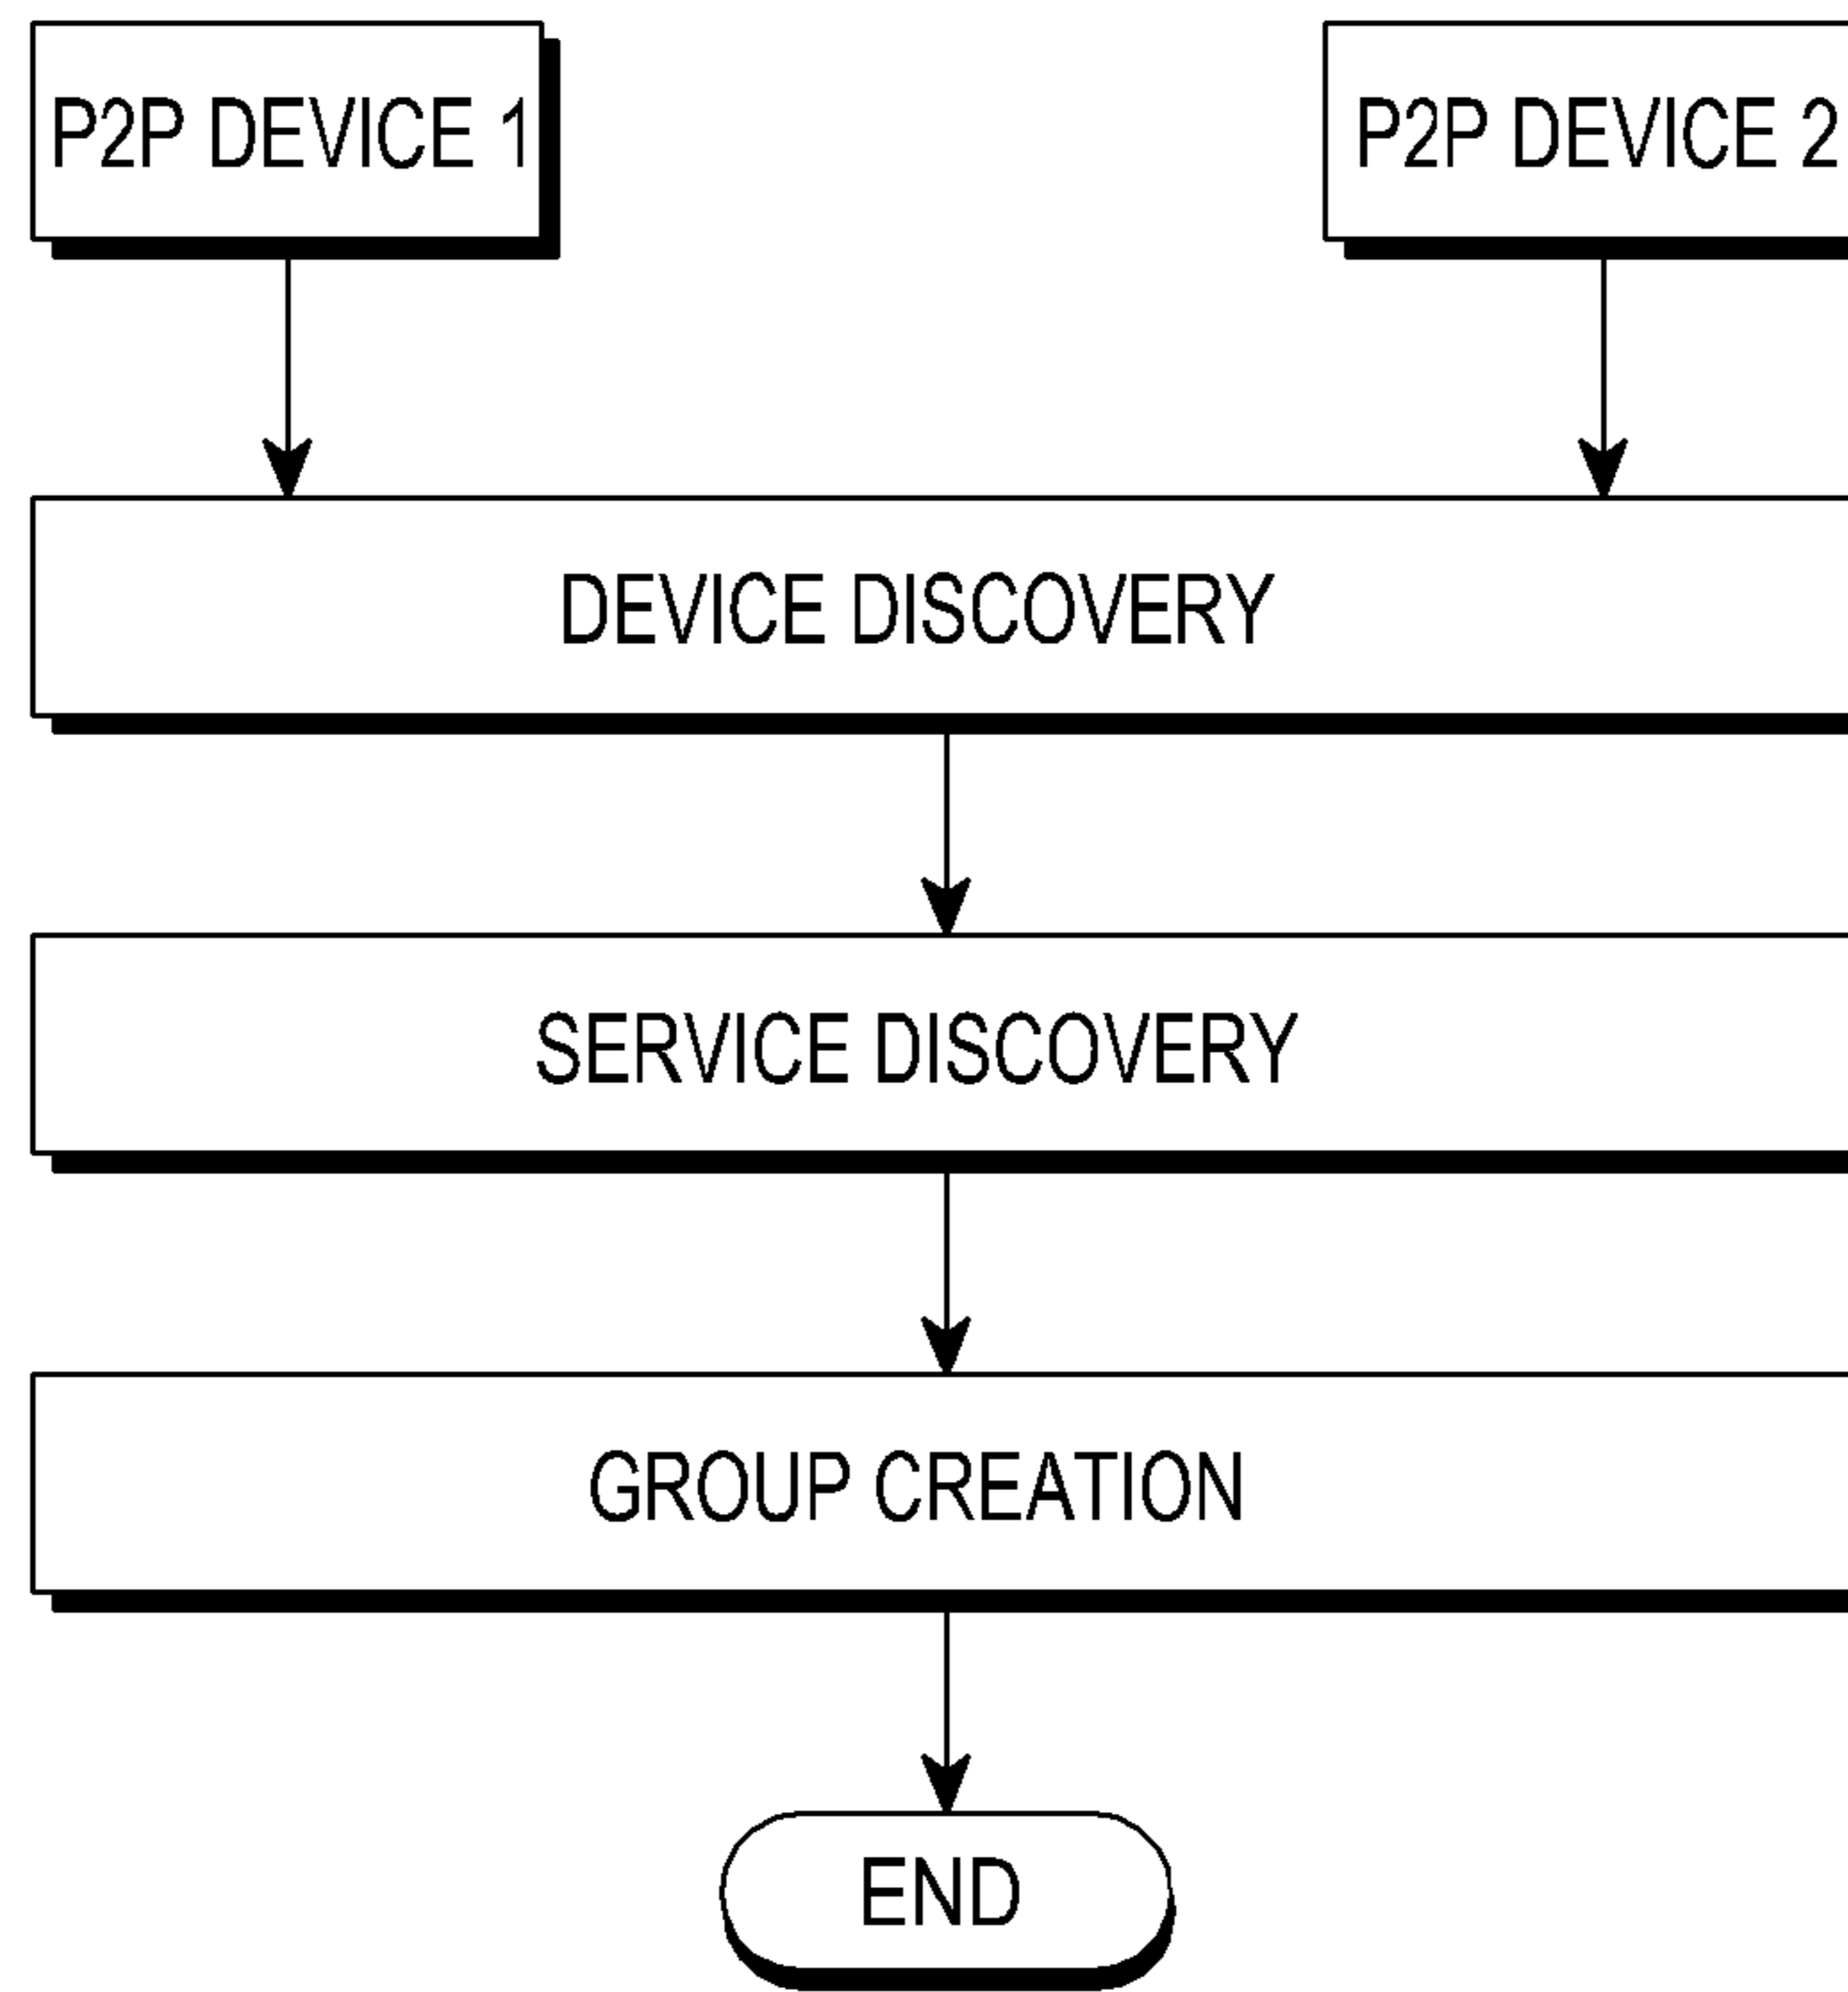 P2P DEVICE 1
P2P DEVICE 2
DEVICE DISCOVERY
SERVICE DISCOVERY
GROUP CREATION
END